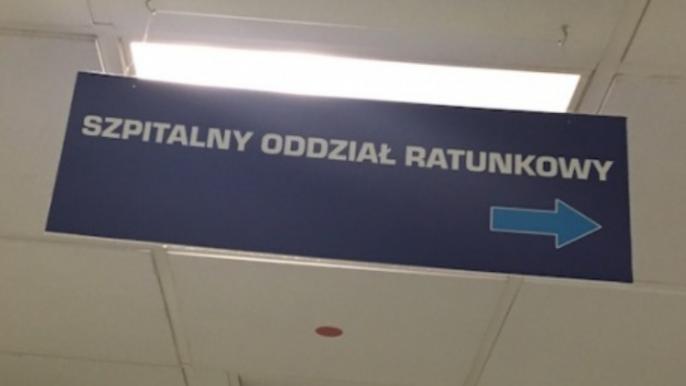 SZPITALNY ODDZIAŁ RATUNKOWY